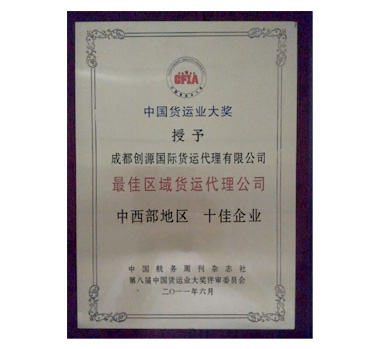 CFIA
中国货运业大奖
授予
成都创源国际货运代理有限公司
最佳区域货运代理公司
中西部地区 十佳企业
中国航务周刊杂志社
第八届中国货运业大奖评审委员会
二〇一一年六月